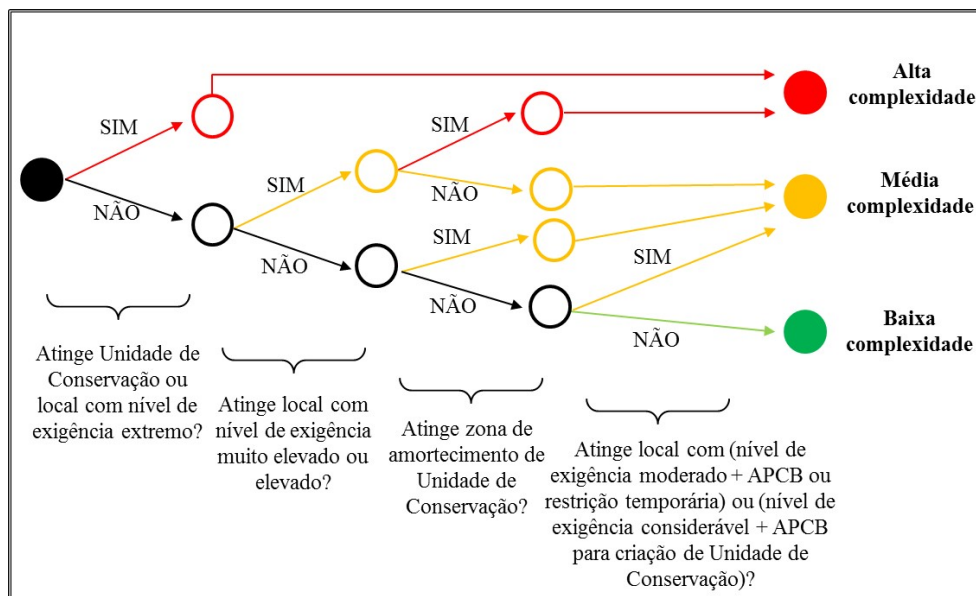 Alta
complexidade
SIM
SIM
SIM
NÃO
NÃO
Média
complexidade
SIM
SIM
NÃO
NÃO
NÃO
Baixa
complexidade
Atinge Unidade de
Conservação ou
local com nível de
exigência extremo?
Atinge local com
nível de exigência
muito elevado ou
elevado?
Atinge zona de
amortecimento de
Unidade de
Conservação?
Atinge local com (nível de
exigência moderado + APCB ou
restrição temporária) ou (nível de
exigência considerável + APCB
para criação de Unidade de
Conservação)?